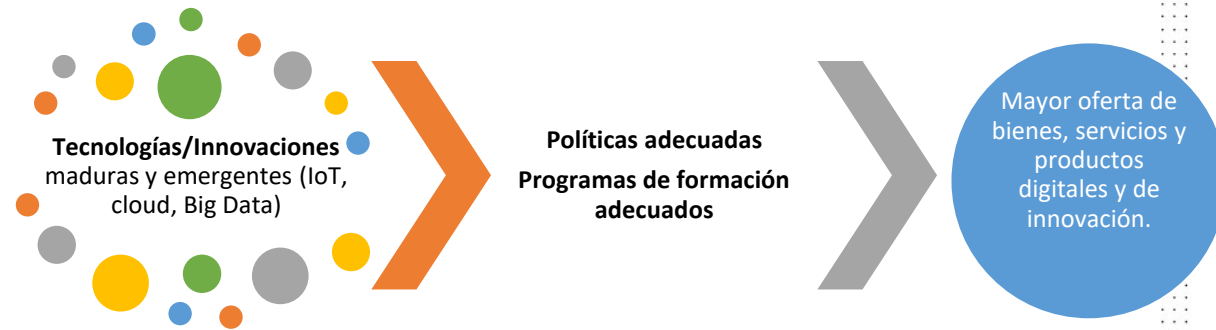 Tecnologías/Innovaciones
maduras y emergentes (IoT,
cloud, Big Data)
Políticas adecuadas
Programas de formación
adecuados
Mayor oferta de
bienes, servicios y
productos
digitales y de
innovación.